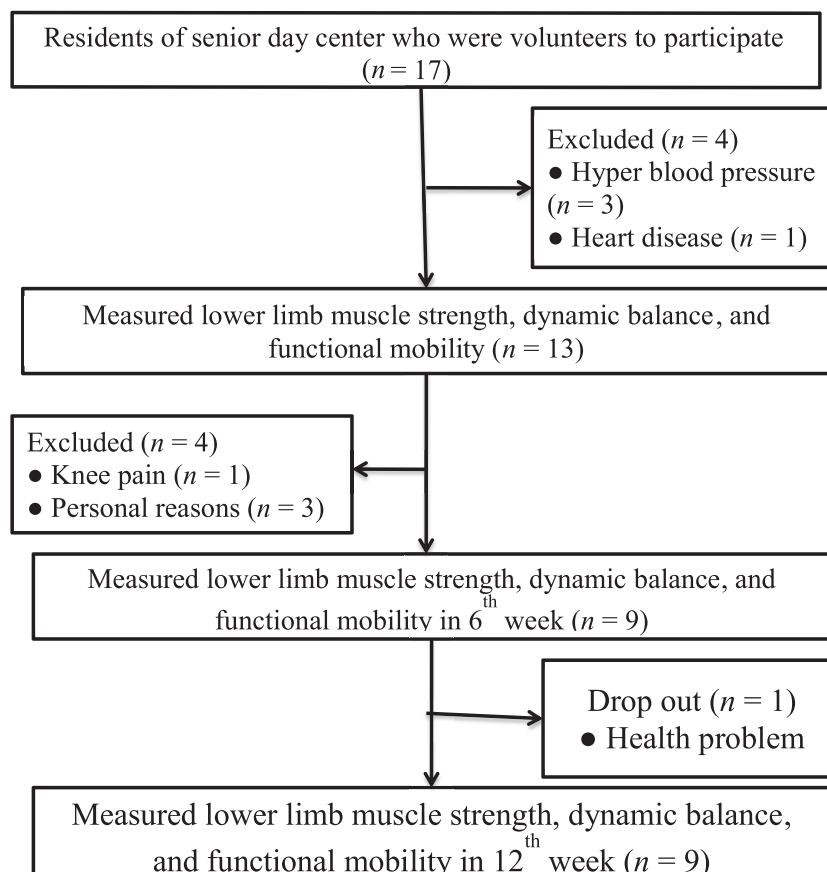 Residents of senior day center who were volunteers to participate
(n = 17)
Excluded (n = 4)
● Hyper blood pressure
(n = 3)
● Heart disease (n = 1)
Measured lower limb muscle strength, dynamic balance, and
functional mobility (n = 13)
Excluded (n = 4)
● Knee pain (n = 1)
● Personal reasons (n = 3)
Measured lower limb muscle strength, dynamic balance, and
functional mobility in 6th week (n = 9)
Drop out (n = 1)
● Health problem
Measured lower limb muscle strength, dynamic balance,
and functional mobility in 12th week (n = 9)